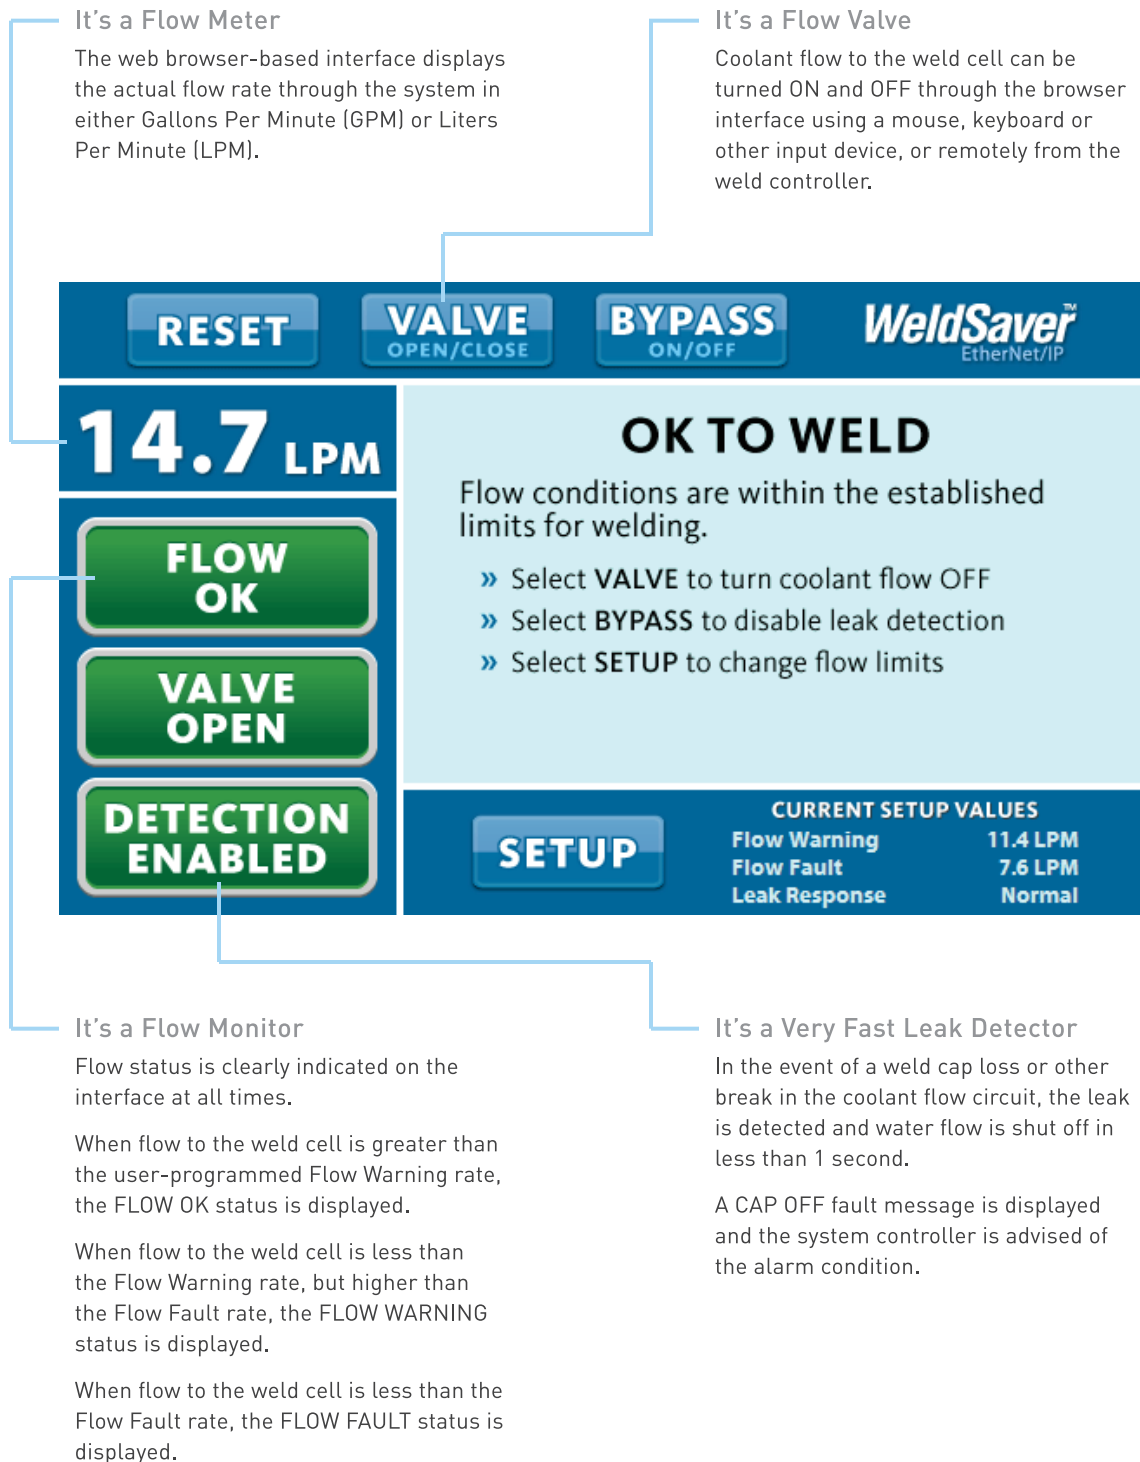 It's a Flow Meter
The web browser-based interface displays
the actual flow rate through the system in
either Gallons Per Minute (GPM) or Liters
Per Minute (LPM).
It's a Flow Valve
Coolant flow to the weld cell can be
turned ON and OFF through the browser
interface using a mouse, keyboard or
other input device, or remotely from the
weld controller.
RESET
VALVE
OPEN/CLOSE
BYPASS
ON/OFF
WeldSaver™
EtherNet/IP
14.7 LPM
FLOW
OK
VALVE
OPEN
DETECTION
ENABLED
OK TO WELD
Flow conditions are within the established
limits for welding.
» Select VALVE to turn coolant flow OFF
» Select BYPASS to disable leak detection
» Select SETUP to change flow limits
SETUP
CURRENT SETUP VALUES
Flow Warning 11.4 LPM
Flow Fault 7.6 LPM
Leak Response Normal
It's a Flow Monitor
Flow status is clearly indicated on the
interface at all times.
When flow to the weld cell is greater than
the user-programmed Flow Warning rate,
the FLOW OK status is displayed.
When flow to the weld cell is less than
the Flow Warning rate, but higher than
the Flow Fault rate, the FLOW WARNING
status is displayed.
When flow to the weld cell is less than the
Flow Fault rate, the FLOW FAULT status is
displayed.
It's a Very Fast Leak Detector
In the event of a weld cap loss or other
break in the coolant flow circuit, the leak
is detected and water flow is shut off in
less than 1 second.
A CAP OFF fault message is displayed
and the system controller is advised of
the alarm condition.